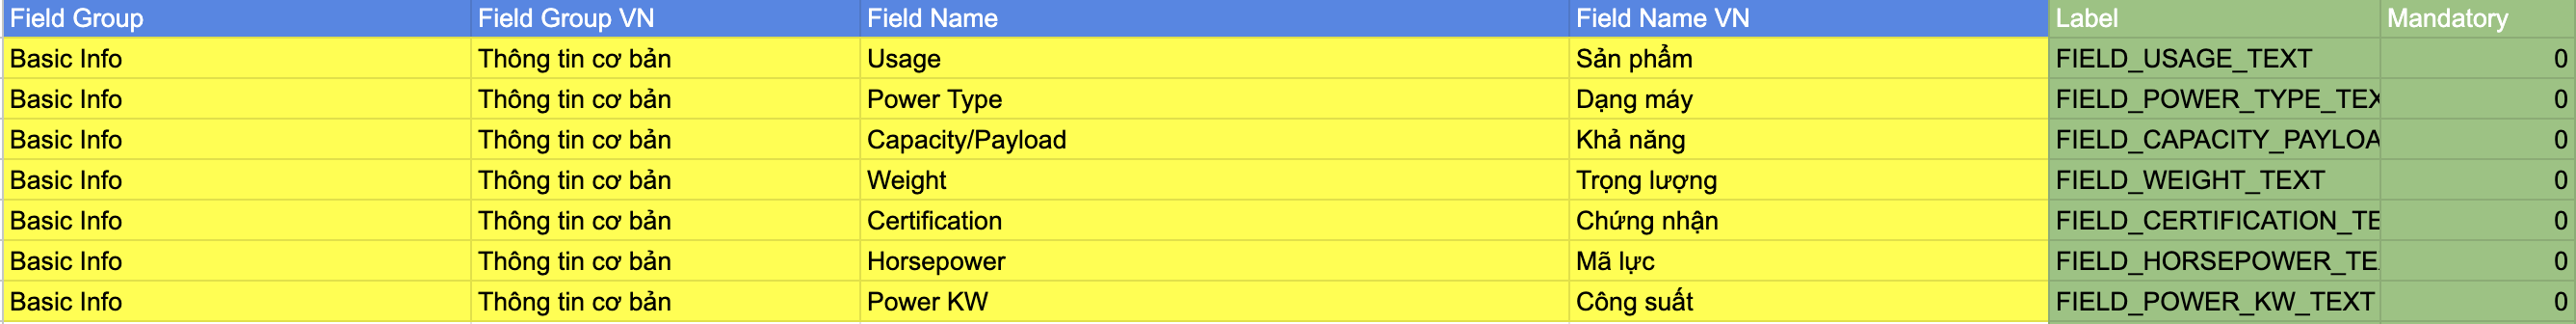 Field Group Field Group VN Field Name Field Name VN Label Mandatory
Basic Info Thông tin cơ bản Usage Sản phẩm FIELD_USAGE_TEXT 0
Basic Info Thông tin cơ bản Power Type Dạng máy FIELD_POWER_TYPE_TEX 0
Basic Info Thông tin cơ bản Capacity/Payload Khả năng FIELD_CAPACITY_PAYLOA 0
Basic Info Thông tin cơ bản Weight Trọng lượng FIELD_WEIGHT_TEXT 0
Basic Info Thông tin cơ bản Certification Chứng nhận FIELD_CERTIFICATION_TE 0
Basic Info Thông tin cơ bản Horsepower Mã lực FIELD_HORSEPOWER_TE 0
Basic Info Thông tin cơ bản Power KW Công suất FIELD_POWER_KW_TEXT 0